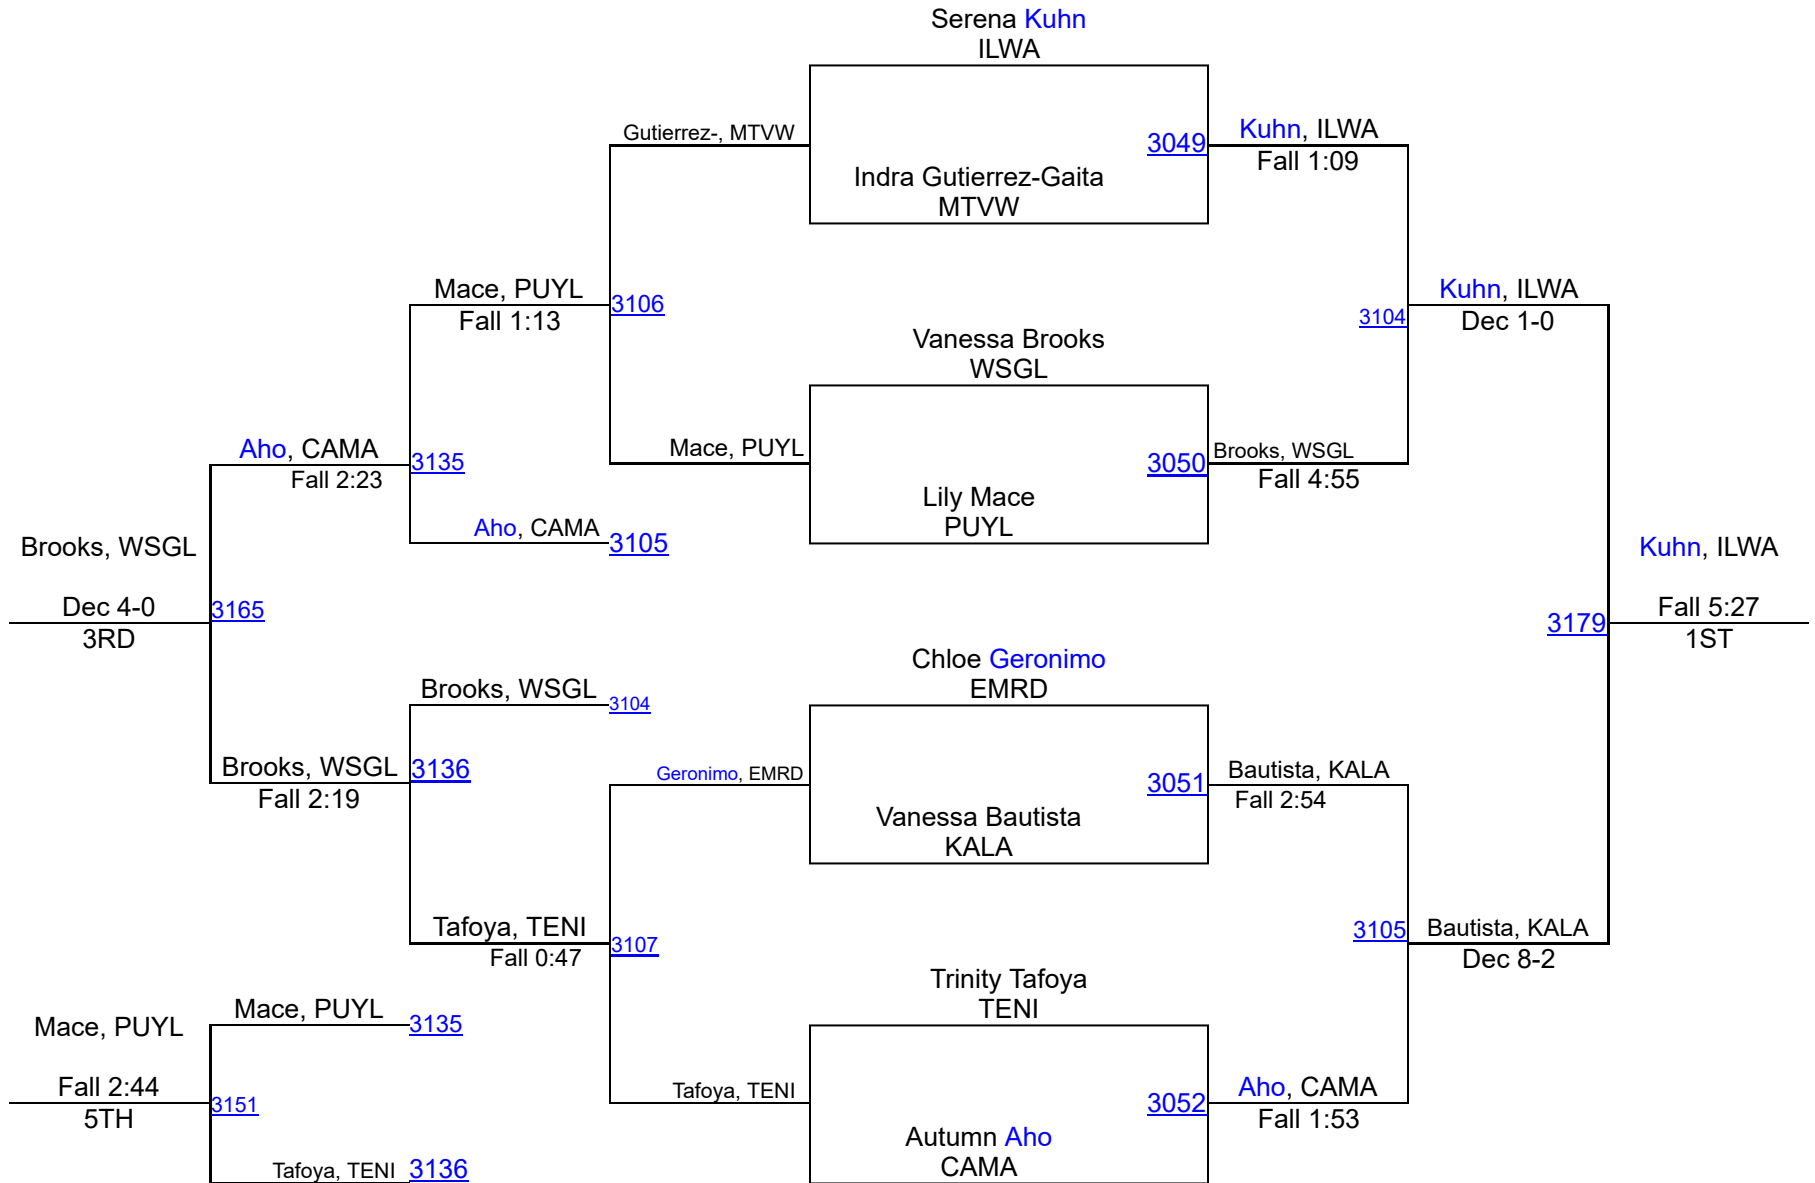 Serena Kuhn
ILWA
Gutierrez-, MTVW
3049
Kuhn, ILWA
Fall 1:09
Indra Gutierrez-Gaita
MTVW
Mace, PUYL
Fall 1:13
3106
Kuhn, ILWA
Dec 1-0
3104
Vanessa Brooks
WSGL
Aho, CAMA
Fall 2:23
3135
Mace, PUYL
3050
Brooks, WSGL
Fall 4:55
Lily Mace
PUYL
Aho, CAMA
3105
Brooks, WSGL
Dec 4-0
3RD
3165
Kuhn, ILWA
Fall 5:27
1ST
3179
Chloe Geronimo
EMRD
Brooks, WSGL
3104
Brooks, WSGL
Fall 2:19
3136
Geronimo, EMRD
3051
Bautista, KALA
Fall 2:54
Vanessa Bautista
KALA
Tafoya, TENI
Fall 0:47
3107
3105
Bautista, KALA
Dec 8-2
Trinity Tafoya
TENI
Mace, PUYL
3135
Mace, PUYL
Fall 2:44
5TH
3151
Tafoya, TENI
3052
Aho, CAMA
Fall 1:53
Autumn Aho
CAMA
Tafoya, TENI
3136